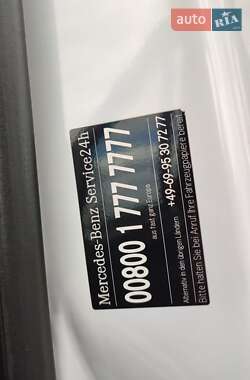 auto RIA
Mercedes-Benz Service24h
00800 1 777 7777
aus fast ganz Europa
Alternativ in den übrigen Ländern +49-69-95 30 72 77
Bitte halten Sie bei Anruf Ihre Fahrzeugpapiere bereit.